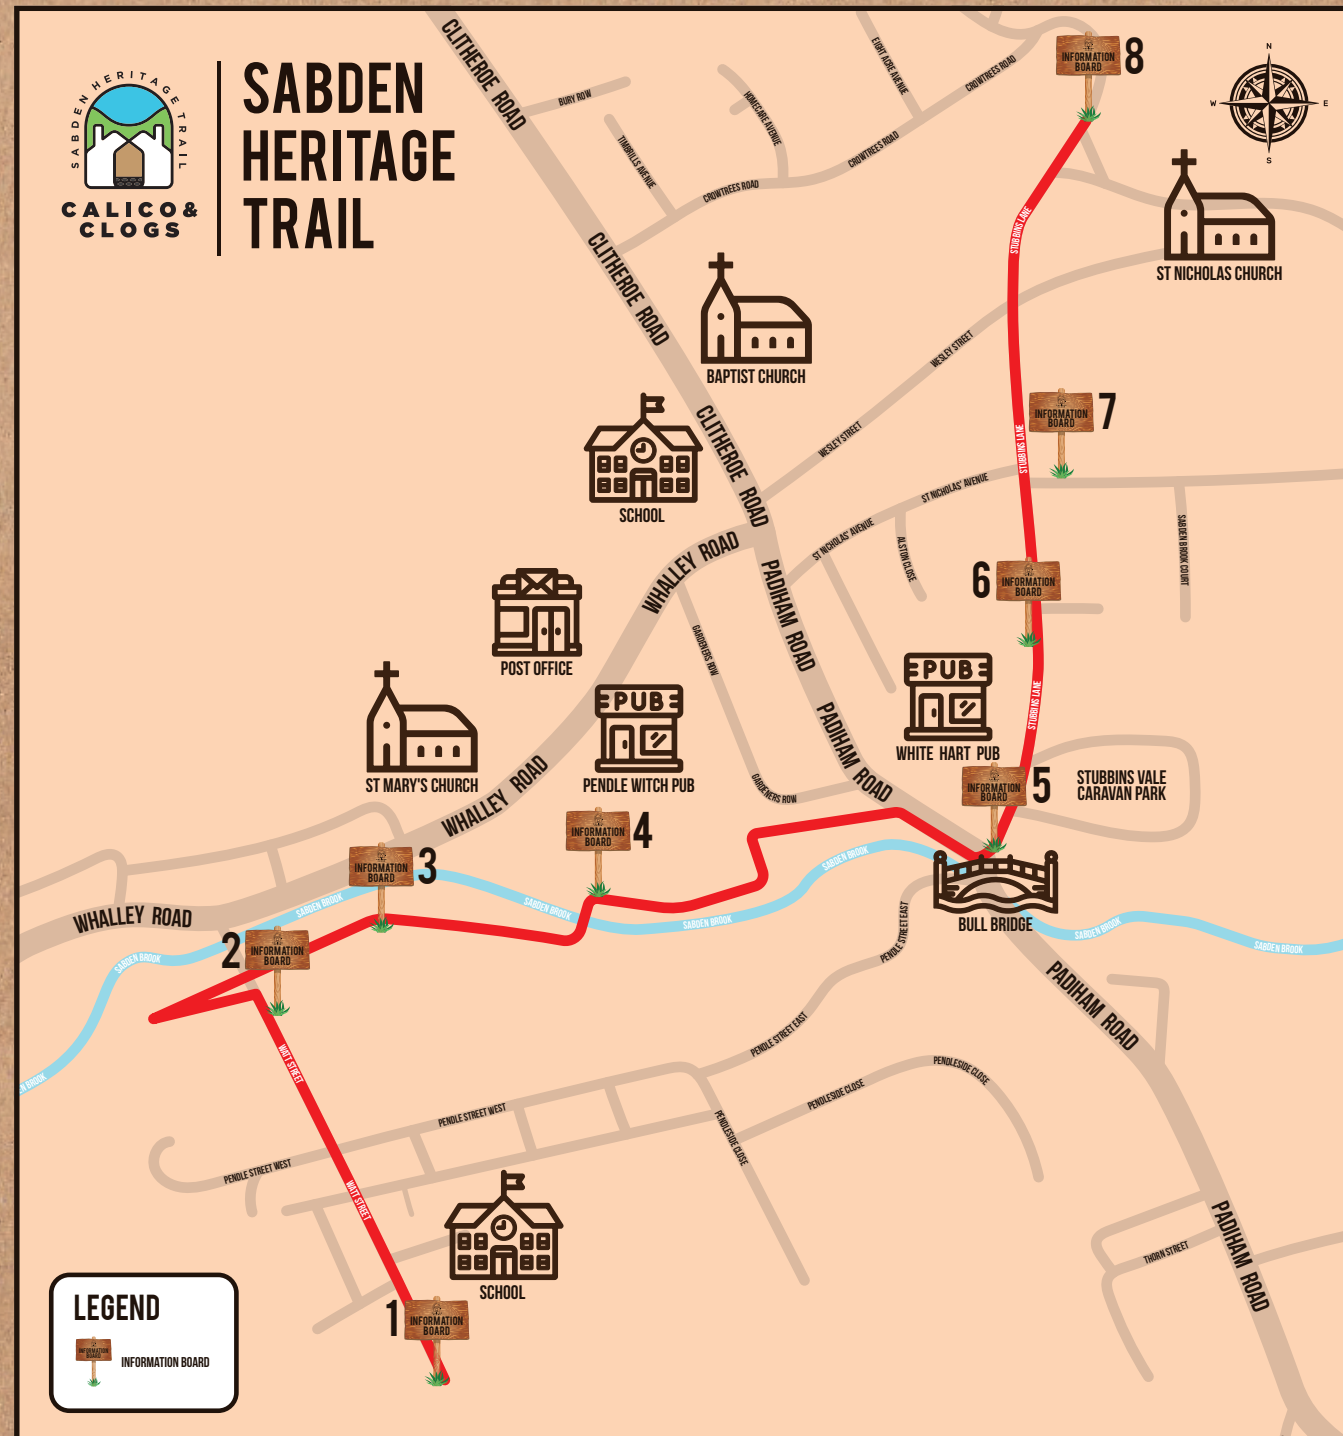 SABDEN HERITAGE TRAIL
CALICO &
CLOGS
SABDEN
HERITAGE
TRAIL
CLITHEROE ROAD
BURY ROW
TIMBRILLS AVENUE
HOMECARE AVENUE
EIGHT ACRE AVENUE
CROWTREES ROAD
CROWTREES ROAD
CROWTREES ROAD
INFORMATION
BOARD
8
N
W
E
S
STUBBINS LANE
ST NICHOLAS CHURCH
CLITHEROE ROAD
BAPTIST CHURCH
WESLEY STREET
WESLEY STREET
CLITHEROE ROAD
SCHOOL
INFORMATION
BOARD
7
STUBBINS LANE
ST NICHOLAS' AVENUE
ST NICHOLAS' AVENUE
ALSTON CLOSE
SABDEN BROOK COURT
WHALLEY ROAD
PADIHAM ROAD
6
INFORMATION
BOARD
POST OFFICE
GARDENERS ROW
PUB
WHITE HART PUB
STUBBINS LANE
PUB
PENDLE WITCH PUB
ST MARY'S CHURCH
PADIHAM ROAD
GARDENERS ROW
WHALLEY ROAD
INFORMATION
BOARD
5
STUBBINS VALE
CARAVAN PARK
INFORMATION
BOARD
4
INFORMATION
BOARD
3
SABDEN BROOK
SABDEN BROOK
SABDEN BROOK
SABDEN BROOK
BULL BRIDGE
SABDEN BROOK
SABDEN BROOK
WHALLEY ROAD
2
INFORMATION
BOARD
SABDEN BROOK
PENDLE STREET EAST
PADIHAM ROAD
PENDLE STREET EAST
WATT STREET
BROOK
PENDLESIDE CLOSE
PENDLESIDE CLOSE
PENDLESIDE CLOSE
PENDLE STREET WEST
PENDLE STREET WEST
WATT STREET
SCHOOL
PADIHAM ROAD
THORN STREET
1
INFORMATION
BOARD
LEGEND
INFORMATION
BOARD
INFORMATION BOARD